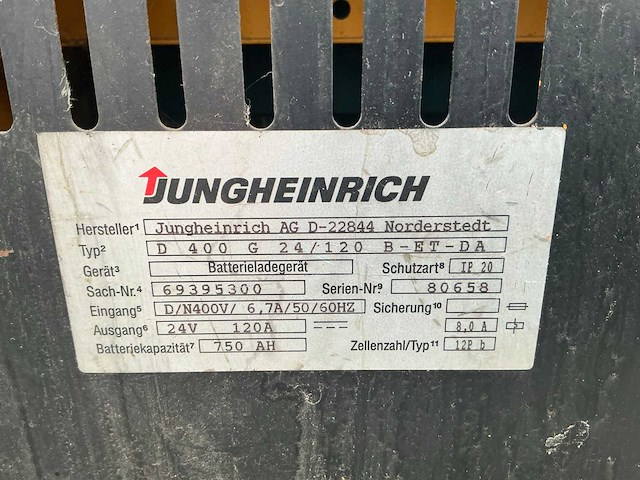 JUNGHEINRICH
Hersteller¹ Jungheinrich AG D-22844 Norderstedt
Typ² D 400 G 24/120 B-ET-DA
Gerät³ Batterieladegerät Schutzart⁸ IP 20
Sach-Nr.⁴ 69395300 Serien-Nr⁹ 80658
Eingang⁵ D/N400V/ 6,7A/50/60HZ Sicherung¹⁰
Ausgang⁶ 24V 120A 8,0 A
Batteriekapazität⁷ 750 AH Zellenzahl/Typ¹¹ 12P b